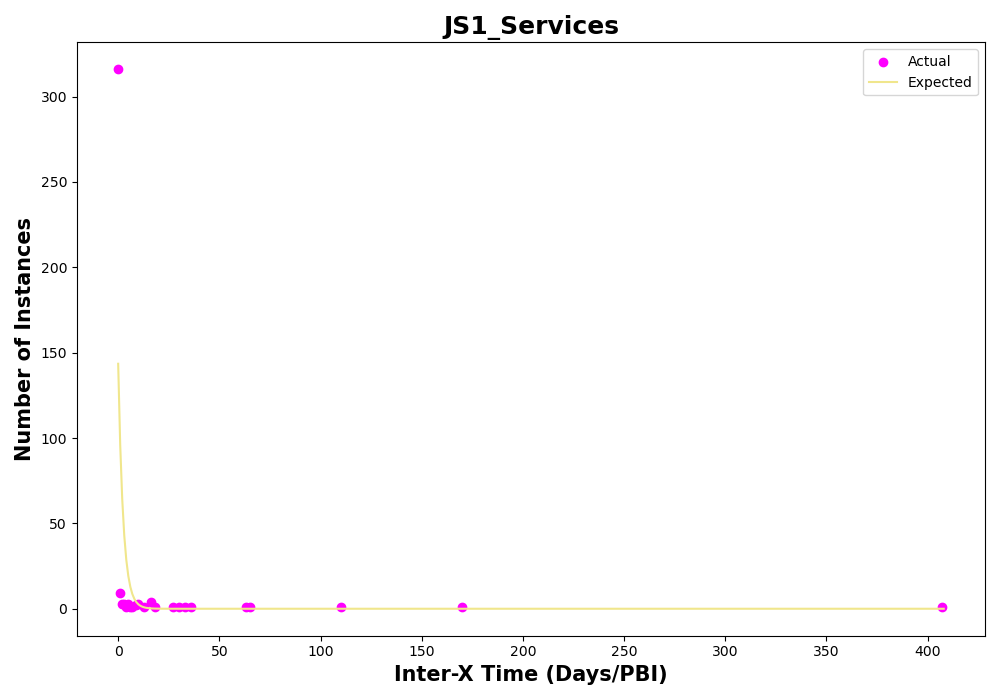 JS1_Services
Actual
Expected
300
250
200
150
100
50
0
Number of Instances
0 50 100 150 200 250 300 350 400
Inter-X Time (Days/PBI)